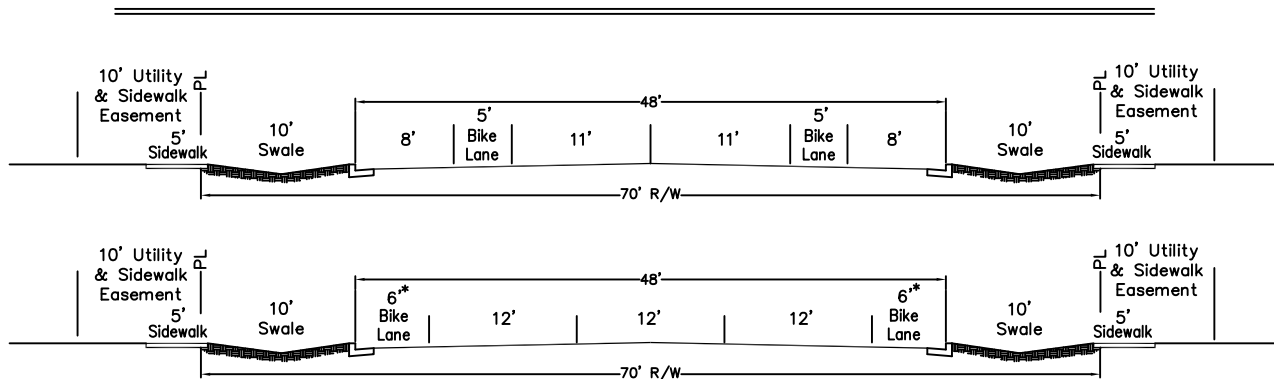 10' Utility
& Sidewalk
Easement
PL
5'
Sidewalk
10'
Swale
48'
8'
5'
Bike
Lane
11'
11'
5'
Bike
Lane
8'
10'
Swale
PL
10' Utility
& Sidewalk
Easement
5'
Sidewalk
70' R/W
10' Utility
& Sidewalk
Easement
PL
5'
Sidewalk
10'
Swale
48'
6'*
Bike
Lane
12'
12'
12'
6'*
Bike
Lane
10'
Swale
PL
10' Utility
& Sidewalk
Easement
5'
Sidewalk
70' R/W